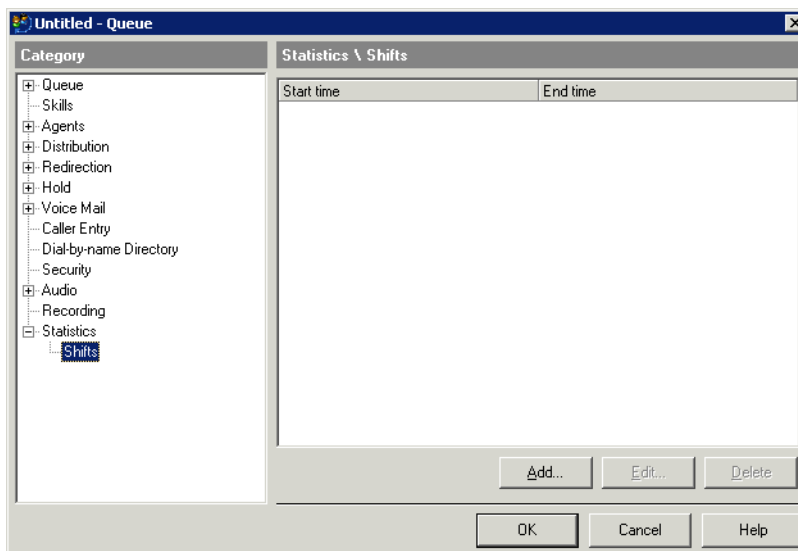 Untitled - Queue
Category
Statistics \ Shifts
Queue
Skills
Agents
Distribution
Redirection
Hold
Voice Mail
Caller Entry
Dial-by-name Directory
Security
Audio
Recording
Statistics
Shifts
Start time End time
Add... Edit... Delete
OK Cancel Help